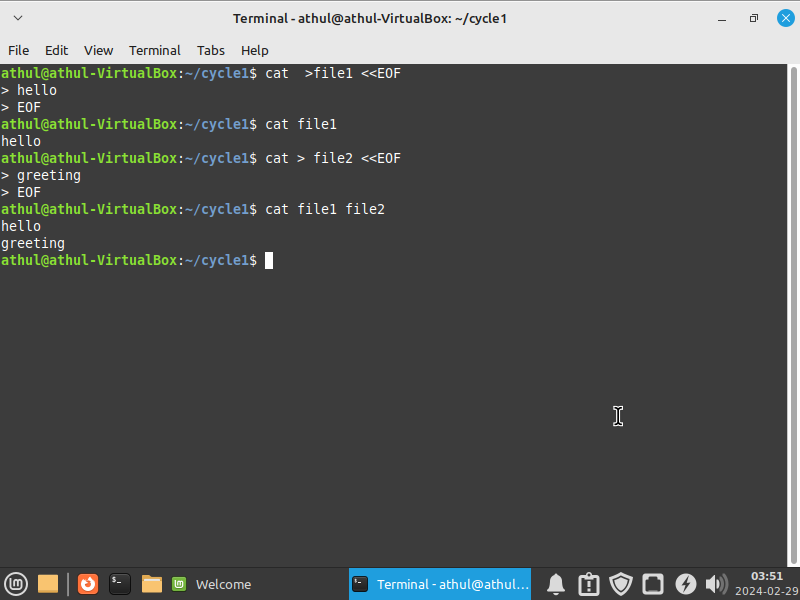 Terminal - athul@athul-VirtualBox: ~/cycle1
File Edit View Terminal Tabs Help
athul@athul-VirtualBox:~/cycle1$ cat  >file1 <<EOF
> hello
> EOF
athul@athul-VirtualBox:~/cycle1$ cat file1
hello
athul@athul-VirtualBox:~/cycle1$ cat > file2 <<EOF
> greeting
> EOF
athul@athul-VirtualBox:~/cycle1$ cat file1 file2
hello
greeting
athul@athul-VirtualBox:~/cycle1$
Welcome
Terminal - athul@athul...
03:51
2024-02-29